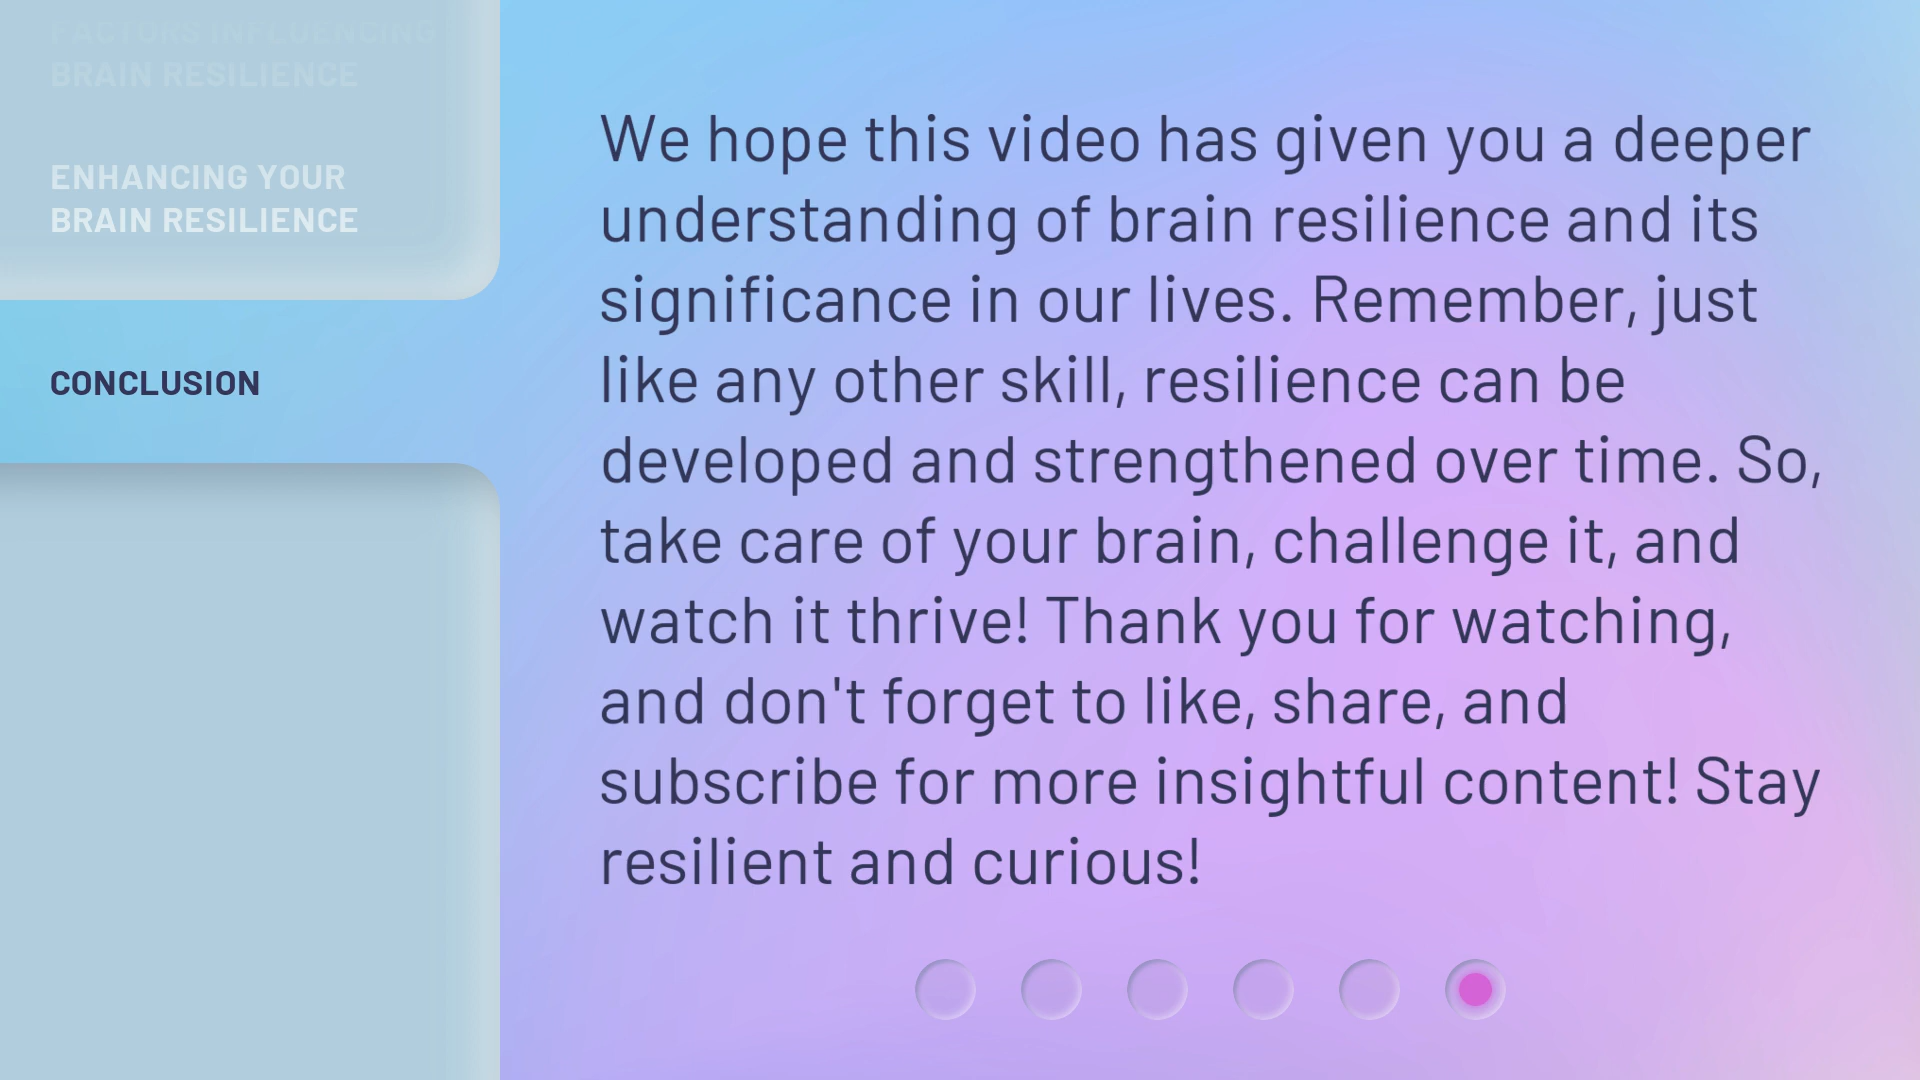 FACTORS INFLUENCING
BRAIN RESILIENCE
ENHANCING YOUR
BRAIN RESILIENCE
CONCLUSION
We hope this video has given you a deeper
understanding of brain resilience and its
significance in our lives. Remember, just
like any other skill, resilience can be
developed and strengthened over time. So,
take care of your brain, challenge it, and
watch it thrive! Thank you for watching,
and don't forget to like, share, and
subscribe for more insightful content! Stay
resilient and curious!